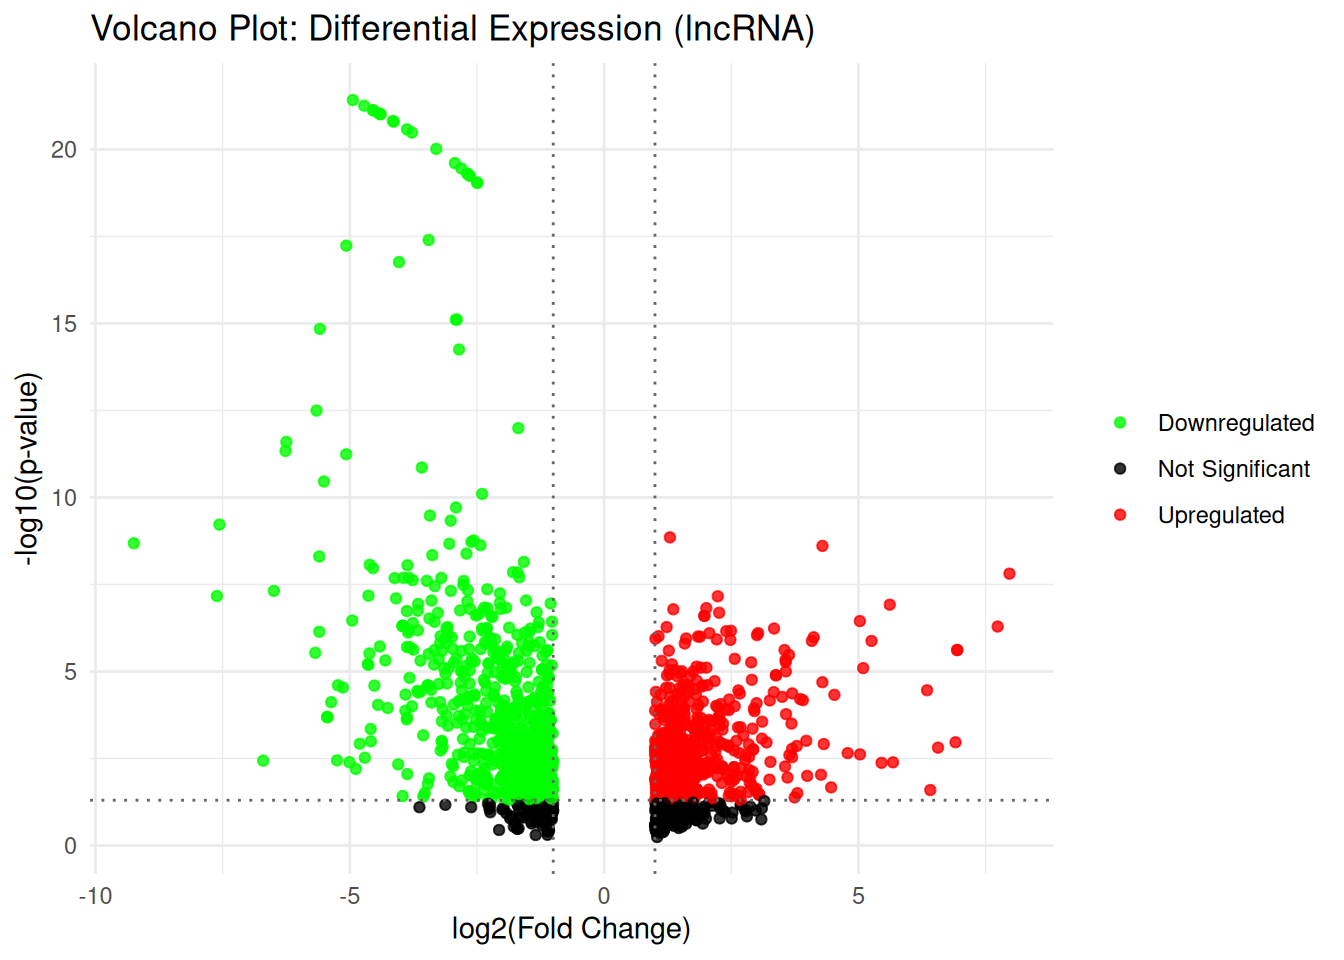 Volcano Plot: Differential Expression (lncRNA)
20
15
10
5
0
-log10(p-value)
-10
-5
0
5
log2(Fold Change)
Downregulated
Not Significant
Upregulated